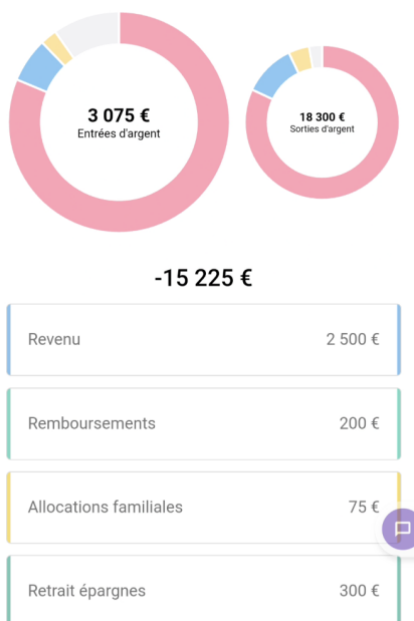 3 075 €
Entrées d'argent
18 300 €
Sorties d'argent
-15 225 €
Revenu 2 500 €
Remboursements 200 €
Allocations familiales 75 €
Retrait épargnes 300 €